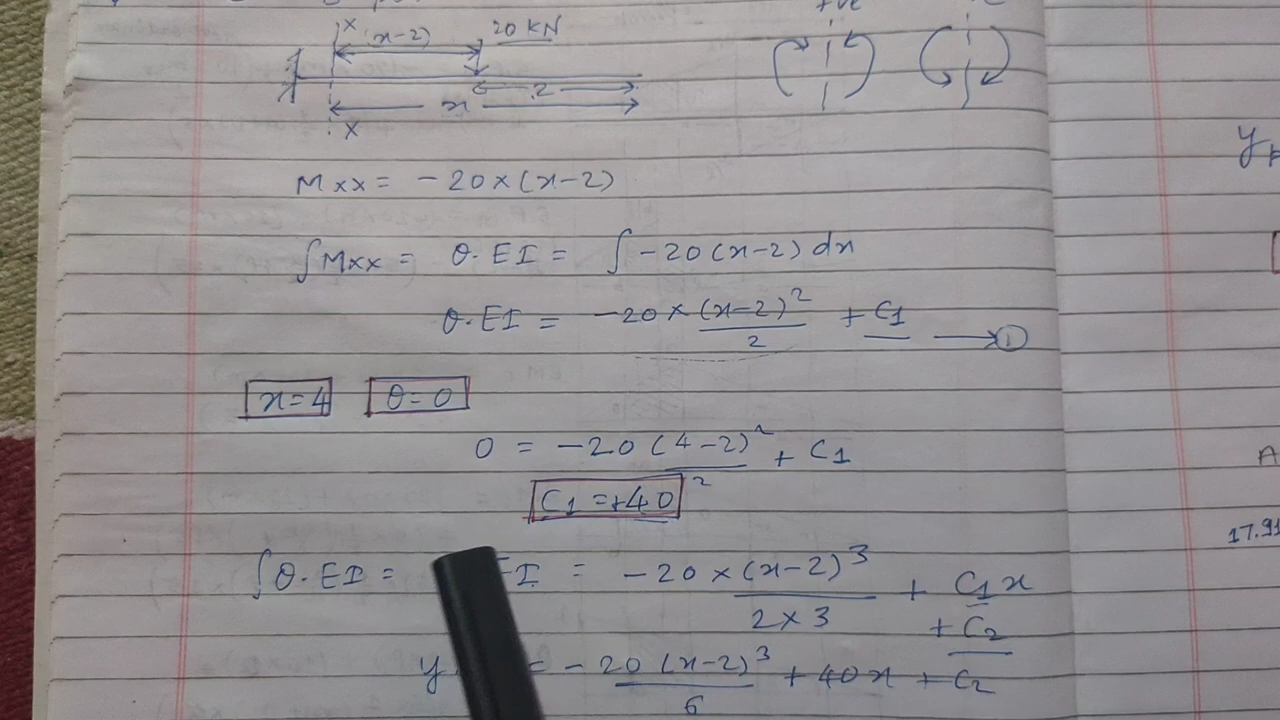 x
(x-2)
20 KN
+ve
2
x
x
Mxx = -20×(x-2)
∫Mxx = θ.EI = ∫-20(x-2)dx
θ.EI = -20×(x-2)²/2 + C1 → ①
x=4 θ=0
0 = -20(4-2)²/2 + C1
C1=+40
∫θ.EI = EI = -20×(x-2)³/2×3 + C1x
+ C2
y = -20(x-2)³/6 + 40x + C2
A
17.91